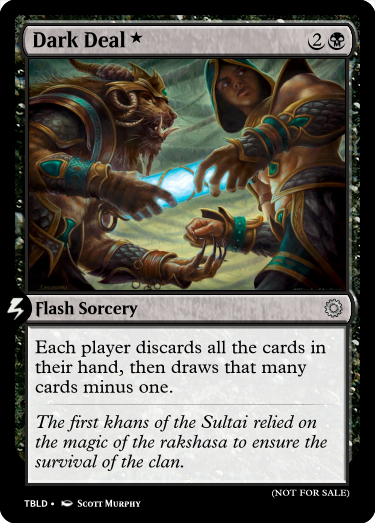 Dark Deal ★ 2
Flash Sorcery
Each player discards all the cards in
their hand, then draws that many
cards minus one.
The first khans of the Sultai relied on
the magic of the rakshasa to ensure the
survival of the clan.
(NOT FOR SALE)
TBLD • Scott Murphy